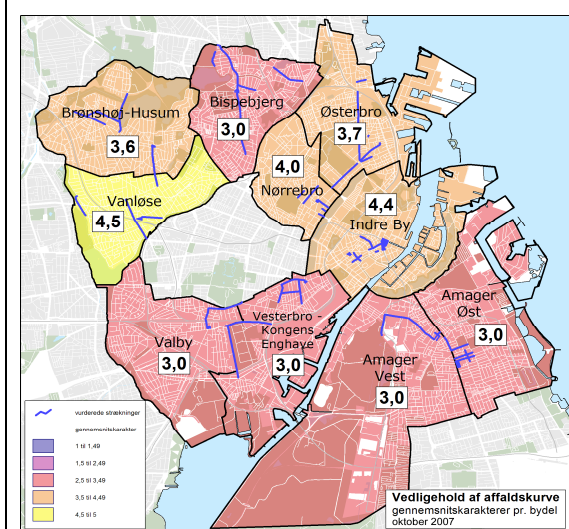 Brønshøj-Husum
3,6
Bispebjerg
3,0
Østerbro
3,7
4,0
Nørrebro
Vanløse
4,5
4,4
Indre By
Amager
Øst
3,0
Valby
3,0
Vesterbro -
Kongens
Enghave
3,0
Amager
Vest
3,0
vurderede strækninger
gennemsnitskarakter
1 til 1,49
1,5 til 2,49
2,5 til 3,49
3,5 til 4,49
4,5 til 5
Vedligehold af affaldskurve
gennemsnitskarakterer pr. bydel
oktober 2007